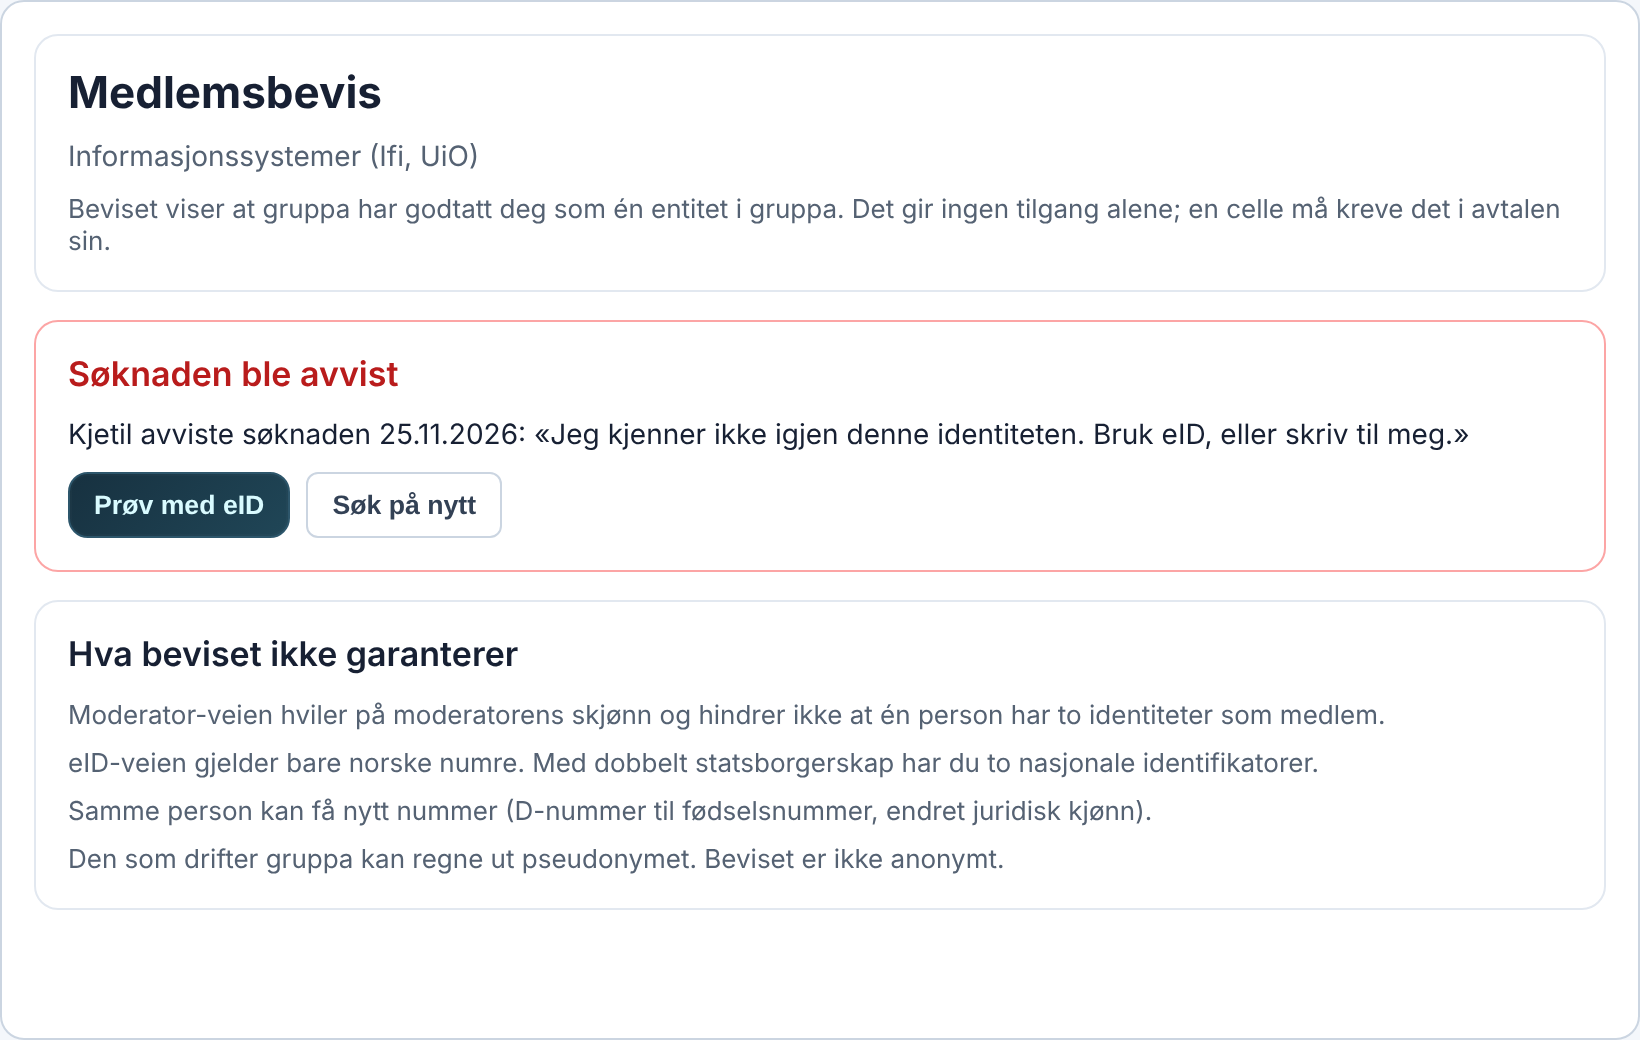 Medlemsbevis
Informasjonssystemer (Ifi, UiO)
Beviset viser at gruppa har godtatt deg som én entitet i gruppa. Det gir ingen tilgang alene; en celle må kreve det i avtalen
sin.
Søknaden ble avvist
Kjetil avviste søknaden 25.11.2026: «Jeg kjenner ikke igjen denne identiteten. Bruk eID, eller skriv til meg.»
Prøv med eID
Søk på nytt
Hva beviset ikke garanterer
Moderator-veien hviler på moderatorens skjønn og hindrer ikke at én person har to identiteter som medlem.
eID-veien gjelder bare norske numre. Med dobbelt statsborgerskap har du to nasjonale identifikatorer.
Samme person kan få nytt nummer (D-nummer til fødselsnummer, endret juridisk kjønn).
Den som drifter gruppa kan regne ut pseudonymet. Beviset er ikke anonymt.